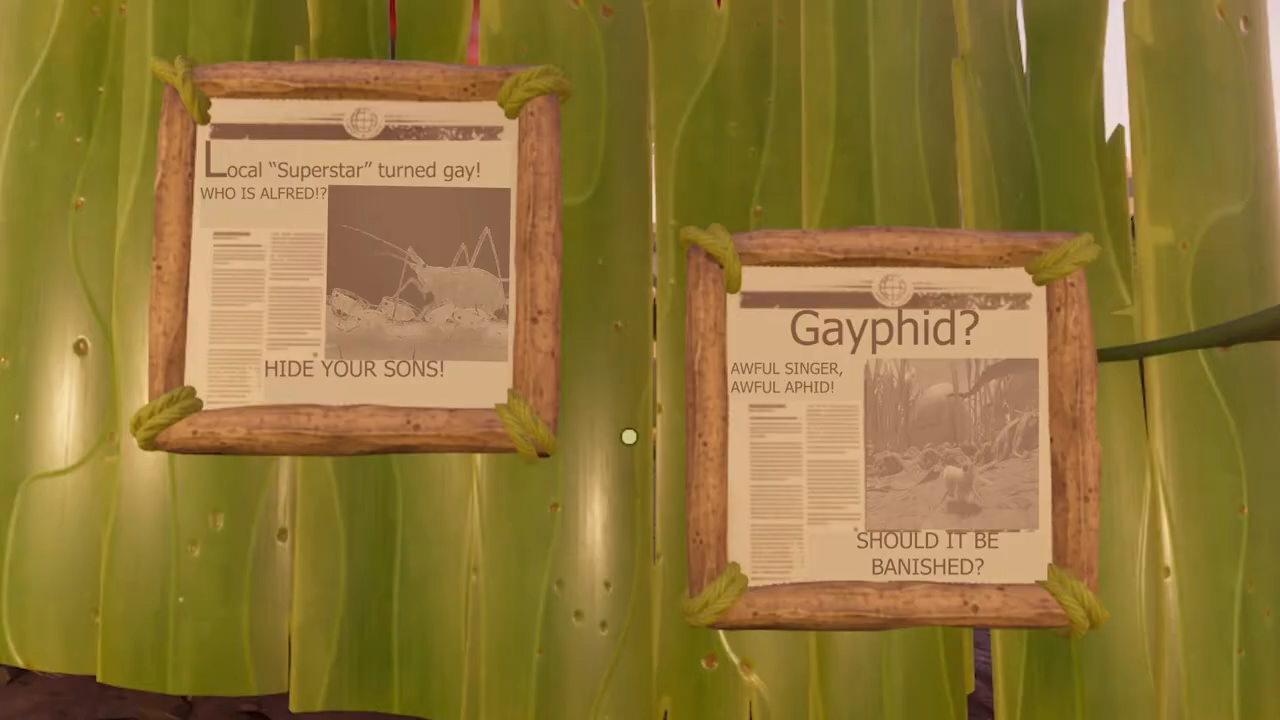 Local “Superstar” turned gay!
WHO IS ALFRED!?
HIDE YOUR SONS!
Gayphid?
AWFUL SINGER,
AWFUL APHID!
SHOULD IT BE
BANISHED?